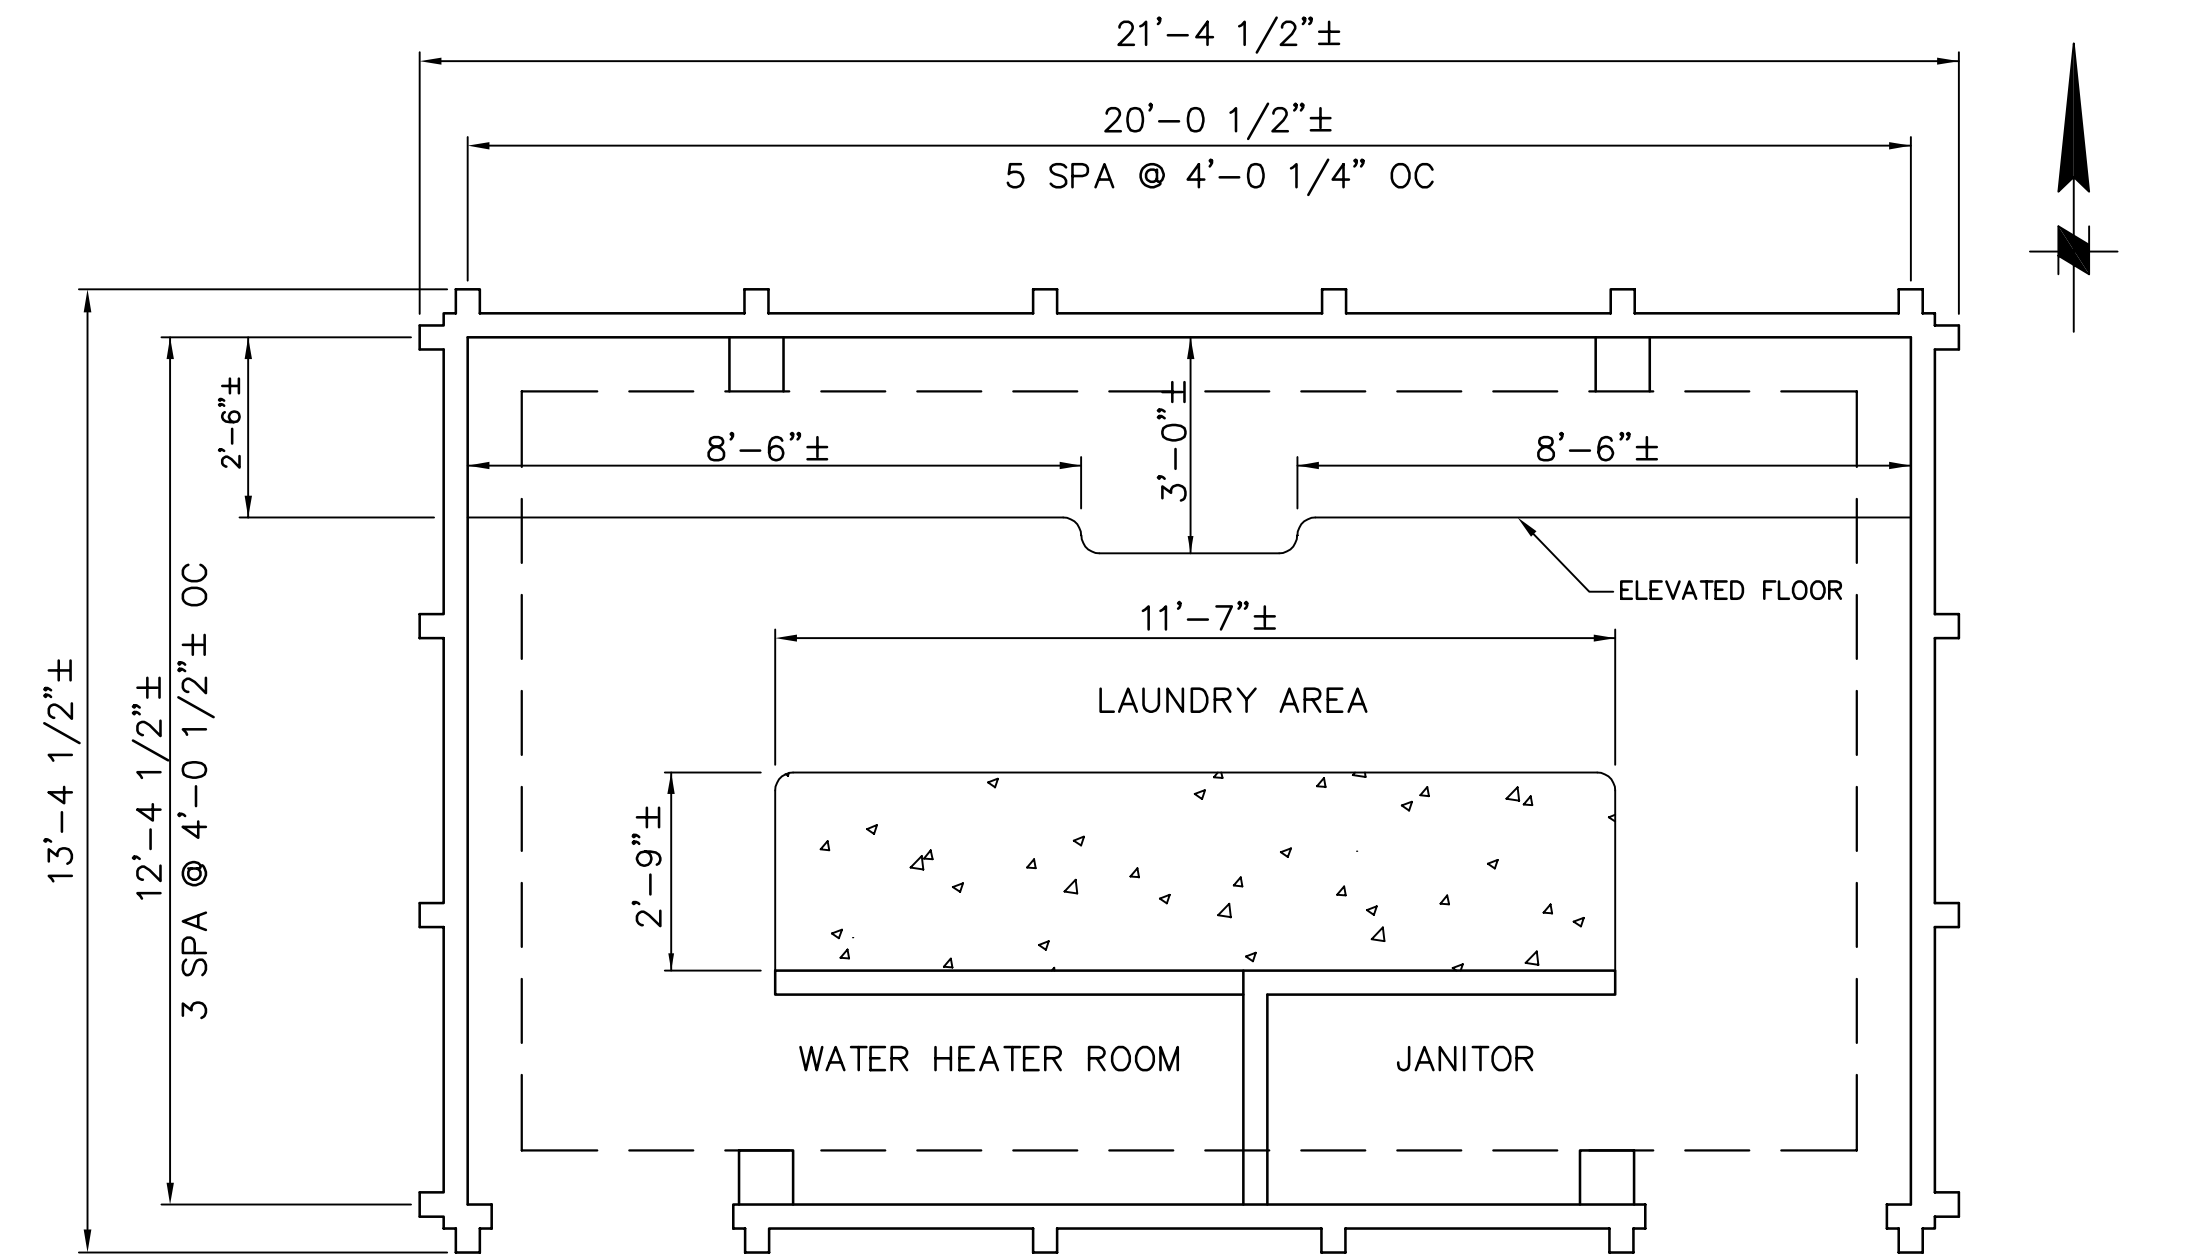 21'-4 1/2"±
20'-0 1/2"±
5 SPA @ 4'-0 1/4" OC
N
2'-6"±
8'-6"±
3'-0"±
8'-6"±
ELEVATED FLOOR
11'-7"±
LAUNDRY AREA
13'-4 1/2"±
12'-4 1/2"±
3 SPA @ 4'-0 1/2"± OC
2'-9"±
WATER HEATER ROOM
JANITOR